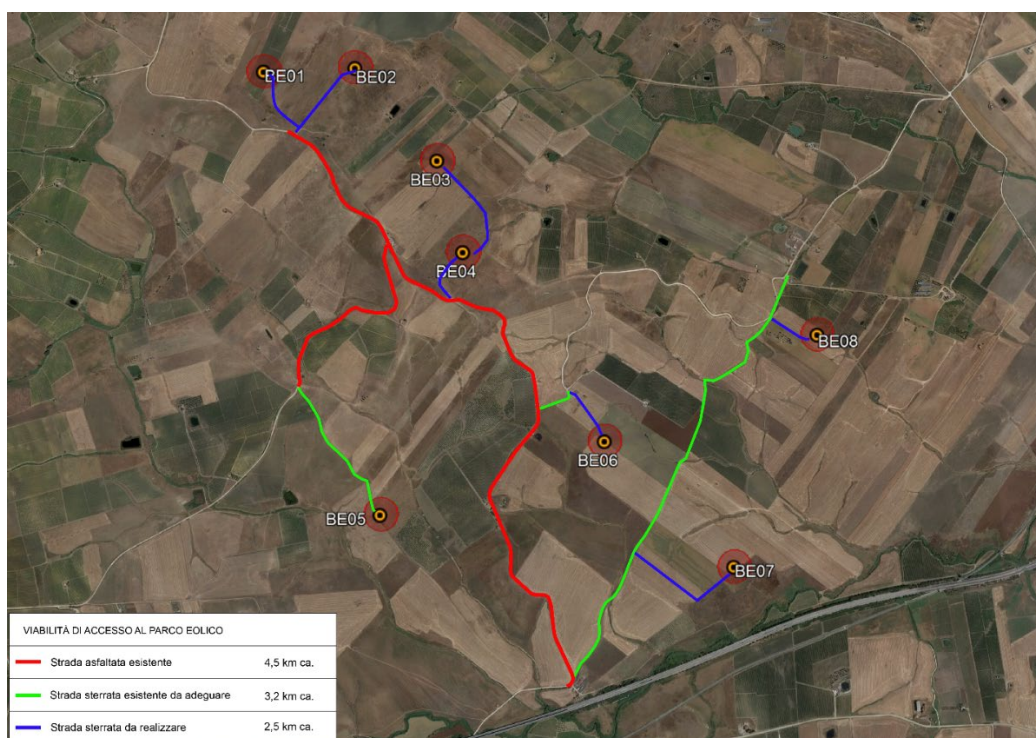 BE01
BE02
BE03
BE04
BE08
BE06
BE05
BE07
VIABILITÀ DI ACCESSO AL PARCO EOLICO
Strada asfaltata esistente 4,5 km ca.
Strada sterrata esistente da adeguare 3,2 km ca.
Strada sterrata da realizzare 2,5 km ca.